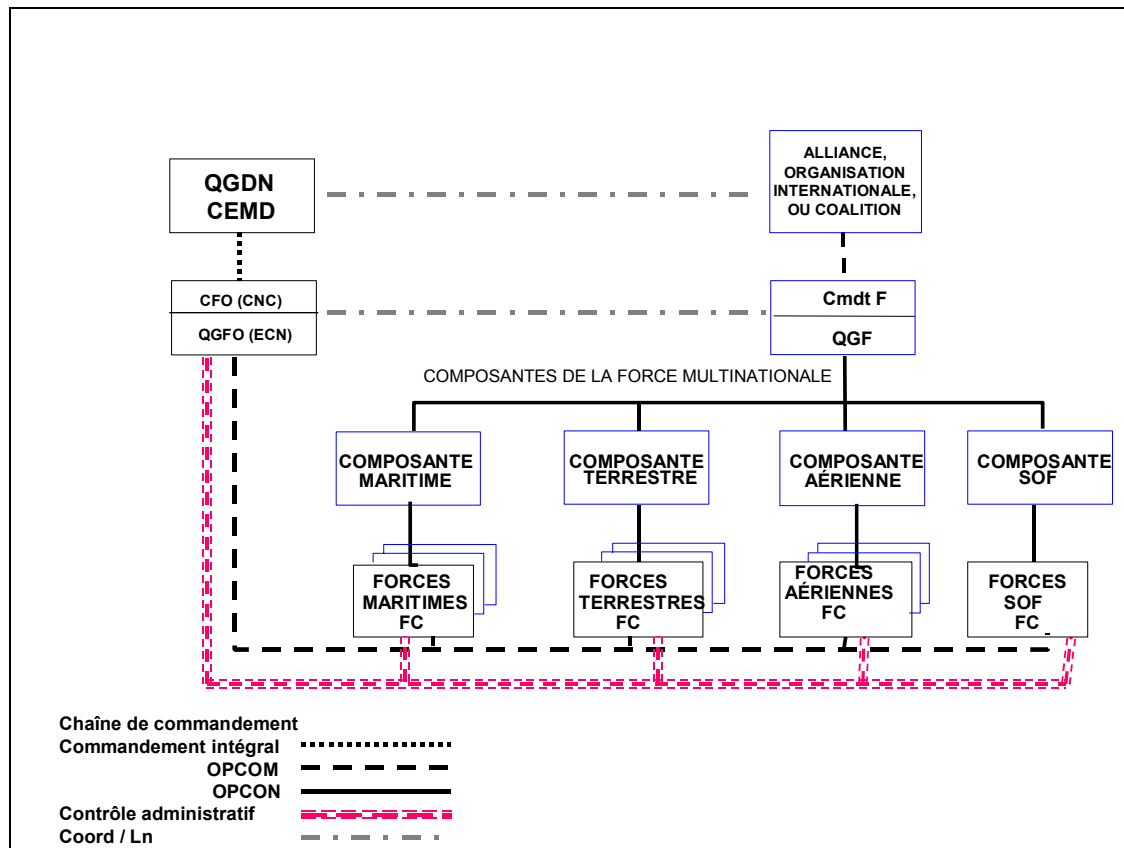 QGDN
CEMD
ALLIANCE,
ORGANISATION
INTERNATIONALE,
OU COALITION
CFO (CNC)
QGFO (ECN)
Cmdt F
QGF
COMPOSANTES DE LA FORCE MULTINATIONALE
COMPOSANTE
MARITIME
COMPOSANTE
TERRESTRE
COMPOSANTE
AÉRIENNE
COMPOSANTE
SOF
FORCES
MARITIMES
FC
FORCES
TERRESTRES
FC
FORCES
AÉRIENNES
FC
FORCES
SOF
FC
Chaîne de commandement
Commandement intégral
OPCOM
OPCON
Contrôle administratif
Coord / Ln